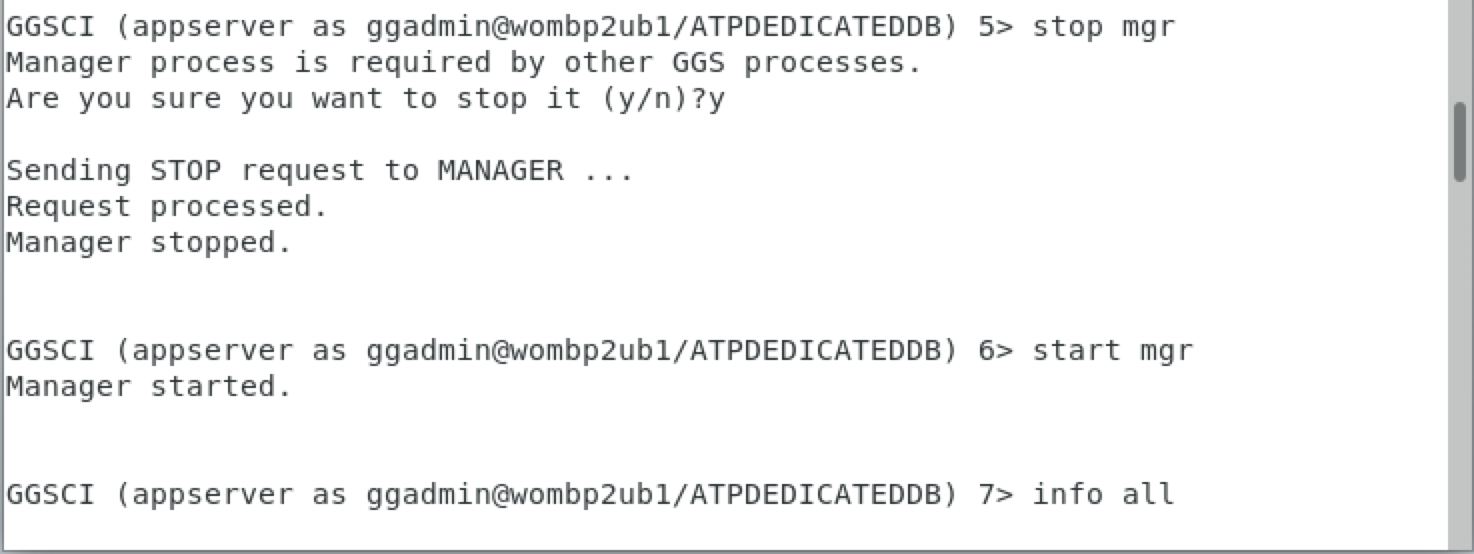 GGSCI (appserver as ggadmin@wombp2ub1/ATPDEDICATEDDB) 5> stop mgr
Manager process is required by other GGS processes.
Are you sure you want to stop it (y/n)?y
Sending STOP request to MANAGER ...
Request processed.
Manager stopped.
GGSCI (appserver as ggadmin@wombp2ub1/ATPDEDICATEDDB) 6> start mgr
Manager started.
GGSCI (appserver as ggadmin@wombp2ub1/ATPDEDICATEDDB) 7> info all